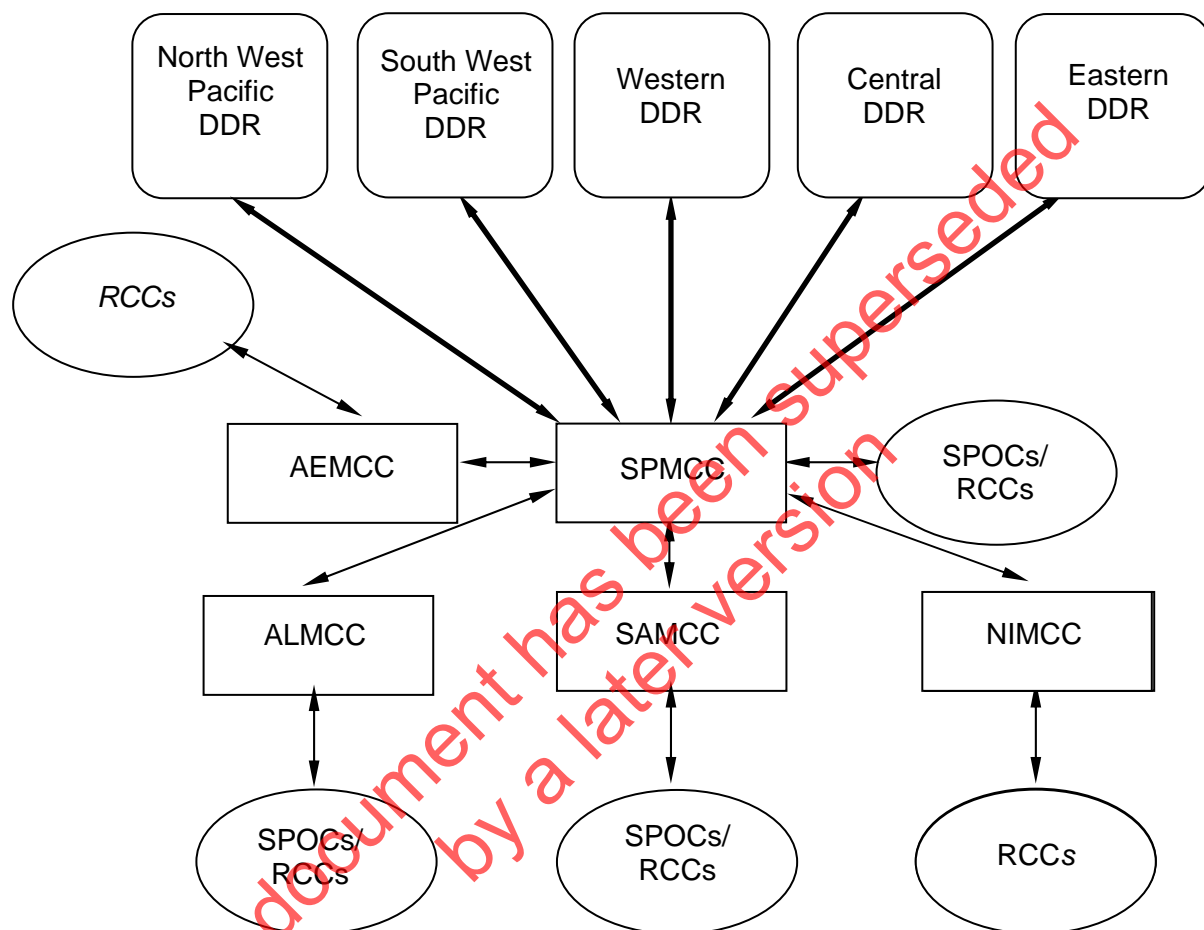 North West
Pacific
DDR
South West
Pacific
DDR
Western
DDR
Central
DDR
Eastern
DDR
RCCs
AEMCC
SPMCC
SPOCs/
RCCs
ALMCC
SAMCC
NIMCC
SPOCs/
RCCs
SPOCs/
RCCs
RCCs
document has been superseded
by a later version